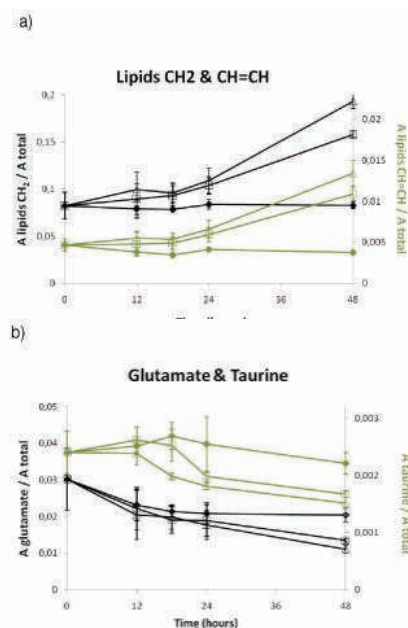 a)
Lipids CH2 & CH=CH
A lipids CH₂ / A total
0,2
0,15
0,1
0,05
0
0,02
0,015
0,01
0,005
0
A lipids CH=CH / A total
0 12 24 36 48
b)
Glutamate & Taurine
A glutamate / A total
0,05
0,04
0,03
0,02
0,01
0
0,003
0,002
0,001
0,000
A taurine / A total
0 12 24 36 48
Time (hours)